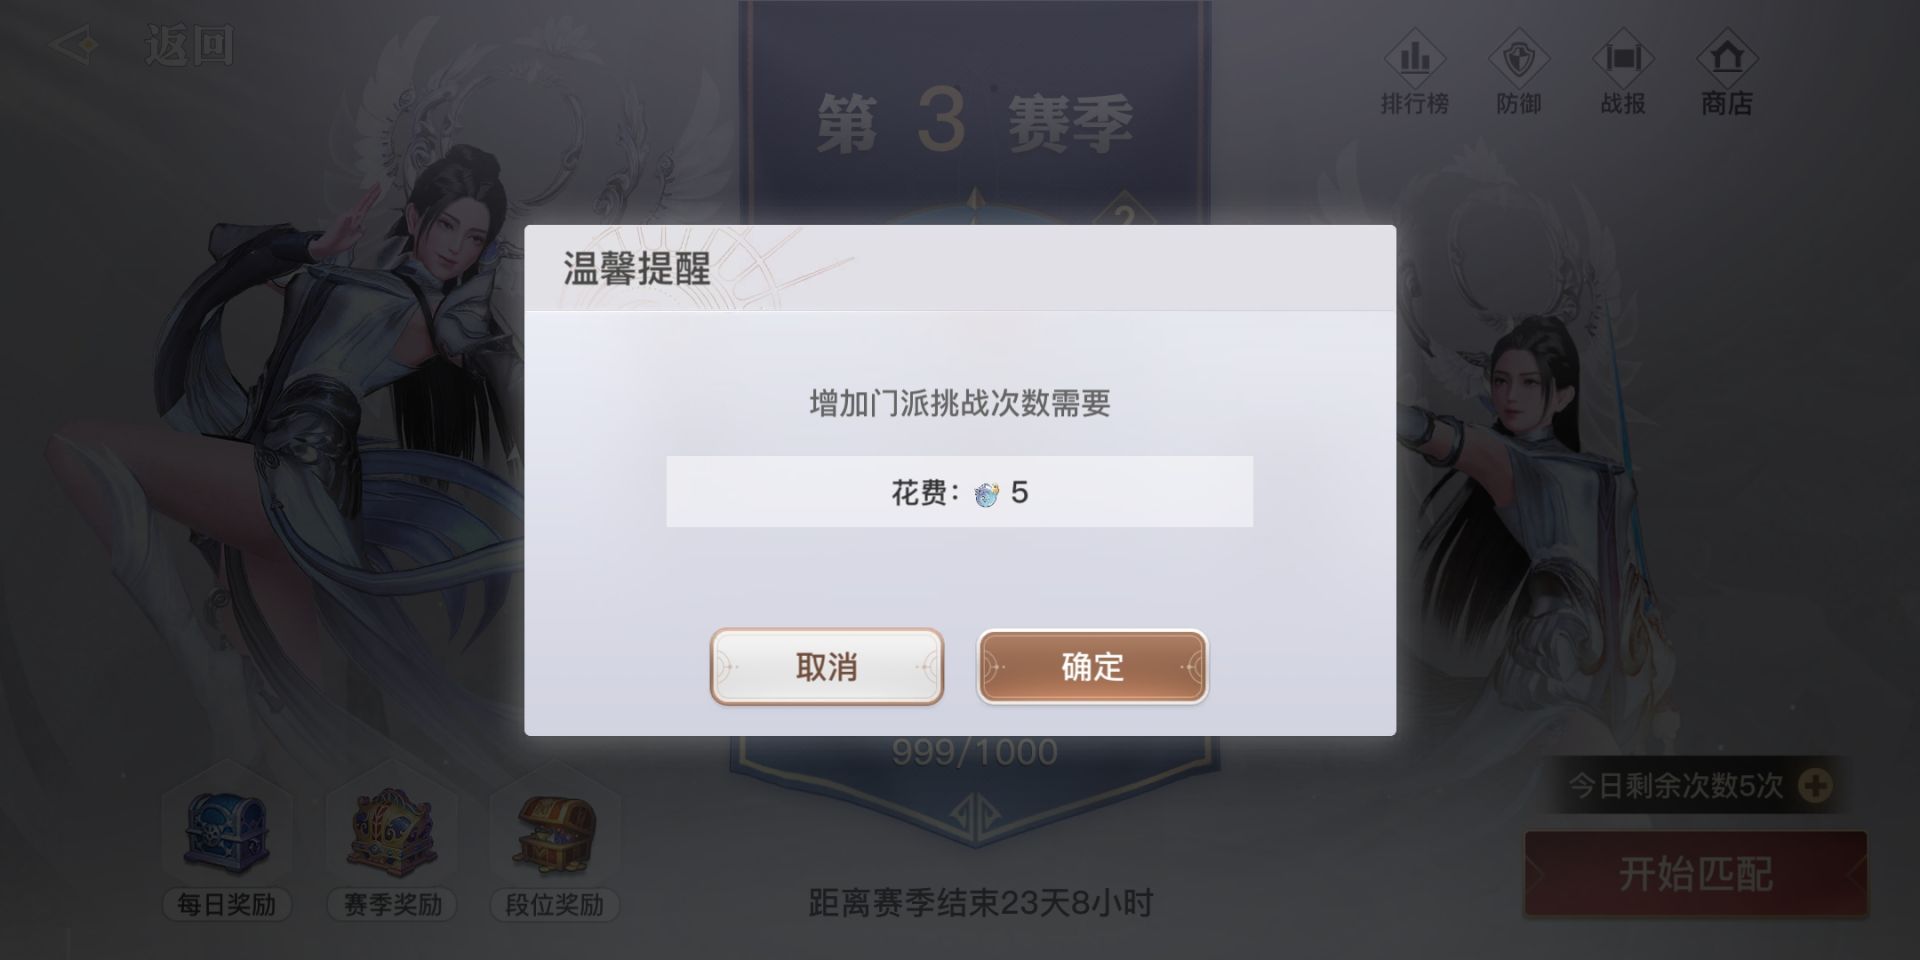 返回
第3赛季
排行榜
防御
战报
商店
2
温馨提醒
增加门派挑战次数需要
花费：5
取消
确定
999/1000
今日剩余次数5次
开始匹配
每日奖励
赛季奖励
段位奖励
距离赛季结束23天8小时